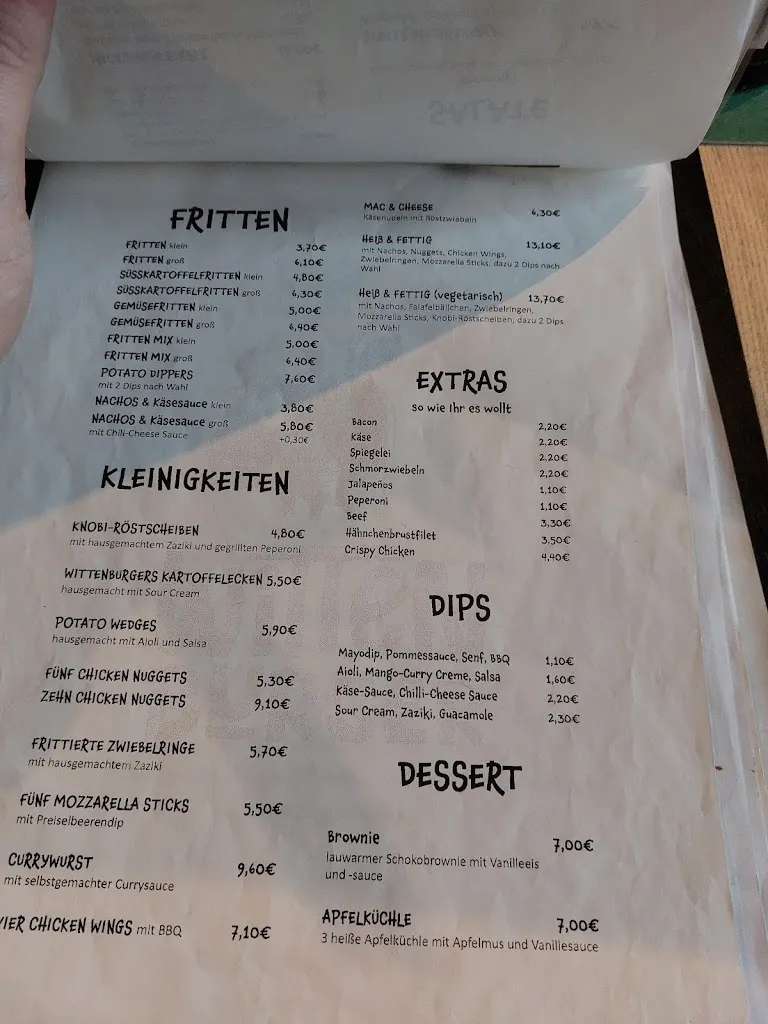 SALATE
FRITTEN
FRITTEN klein 3,70€
FRITTEN groß 6,10€
SÜSSKARTOFFELFRITTEN klein 4,80€
SÜSSKARTOFFELFRITTEN groß 6,30€
GEMÜSEFRITTEN klein 5,00€
GEMÜSEFRITTEN groß 6,40€
FRITTEN MIX klein 5,00€
FRITTEN MIX groß 6,40€
POTATO DIPPERS 7,60€
mit 2 Dips nach Wahl
NACHOS & Käsesauce klein 3,80€
NACHOS & Käsesauce groß 5,80€
mit Chili-Cheese Sauce +0,30€
KLEINIGKEITEN
KNOBI-RÖSTSCHEIBEN 4,80€
mit hausgemachtem Zaziki und gegrillten Peperoni
WITTENBURGERS KARTOFFELECKEN 5,50€
hausgemacht mit Sour Cream
POTATO WEDGES 5,90€
hausgemacht mit Aioli und Salsa
FÜNF CHICKEN NUGGETS 5,30€
ZEHN CHICKEN NUGGETS 9,10€
FRITTIERTE ZWIEBELRINGE 5,70€
mit hausgemachtem Zaziki
FÜNF MOZZARELLA STICKS 5,50€
mit Preiselbeerendip
CURRYWURST 9,60€
mit selbstgemachter Currysauce
VIER CHICKEN WINGS mit BBQ 7,10€
MAC & CHEESE 6,30€
Käsenudeln mit Röstzwiebeln
HEIß & FETTIG 13,10€
mit Nachos, Nuggets, Chicken Wings,
Zwiebelringen, Mozzarella Sticks, dazu 2 Dips nach
Wahl
HEIß & FETTIG (vegetarisch) 13,70€
mit Nachos, Falafelbällchen, Zwiebelringen,
Mozzarella Sticks, Knobi-Röstscheiben, dazu 2 Dips
nach Wahl
EXTRAS
so wie Ihr es wollt
Bacon 2,20€
Käse 2,20€
Spiegelei 2,20€
Schmorzwiebeln 2,20€
Jalapeños 1,10€
Peperoni 1,10€
Beef 3,30€
Hähnchenbrustfilet 3,50€
Crispy Chicken 4,40€
DIPS
Mayodip, Pommessauce, Senf, BBQ 1,10€
Aioli, Mango-Curry Creme, Salsa 1,60€
Käse-Sauce, Chilli-Cheese Sauce 2,20€
Sour Cream, Zaziki, Guacamole 2,30€
DESSERT
Brownie 7,00€
lauwarmer Schokobrownie mit Vanilleeis
und -sauce
APFELKÜCHLE 7,00€
3 heiße Apfelküchle mit Apfelmus und Vanillesauce